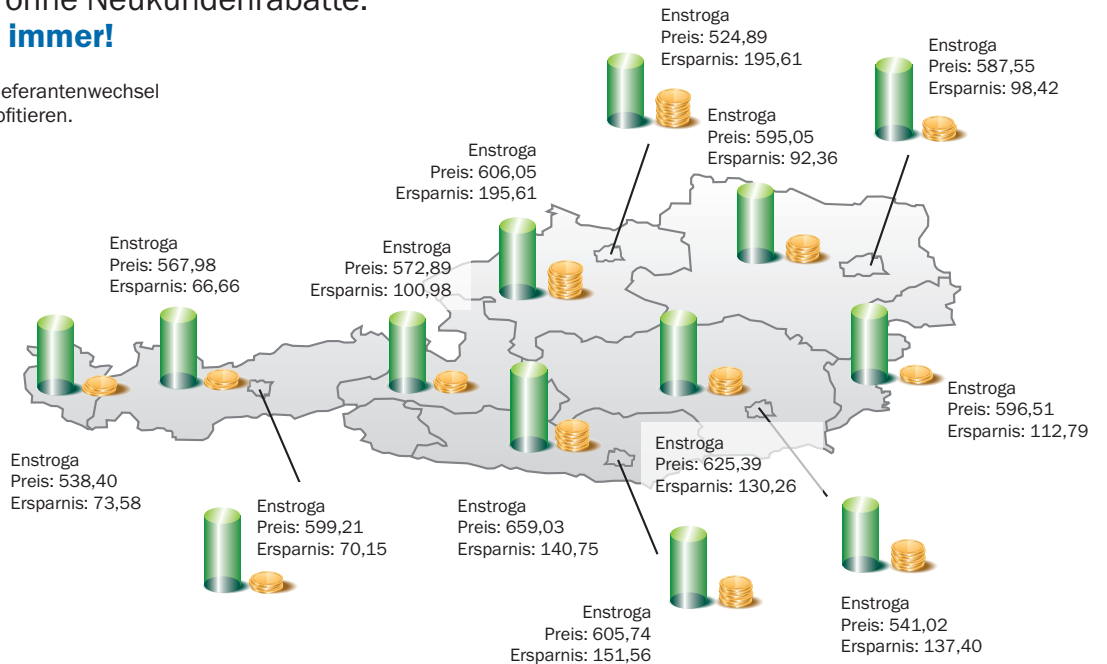 ohne Neukundenrabatte.
immer!
eferantenwechsel
ofitieren.
Enstroga
Preis: 524,89
Ersparnis: 195,61
Enstroga
Preis: 587,55
Ersparnis: 98,42
Enstroga
Preis: 595,05
Ersparnis: 92,36
Enstroga
Preis: 606,05
Ersparnis: 195,61
Enstroga
Preis: 567,98
Ersparnis: 66,66
Enstroga
Preis: 572,89
Ersparnis: 100,98
Enstroga
Preis: 596,51
Ersparnis: 112,79
Enstroga
Preis: 538,40
Ersparnis: 73,58
Enstroga
Preis: 625,39
Ersparnis: 130,26
Enstroga
Preis: 599,21
Ersparnis: 70,15
Enstroga
Preis: 659,03
Ersparnis: 140,75
Enstroga
Preis: 605,74
Ersparnis: 151,56
Enstroga
Preis: 541,02
Ersparnis: 137,40